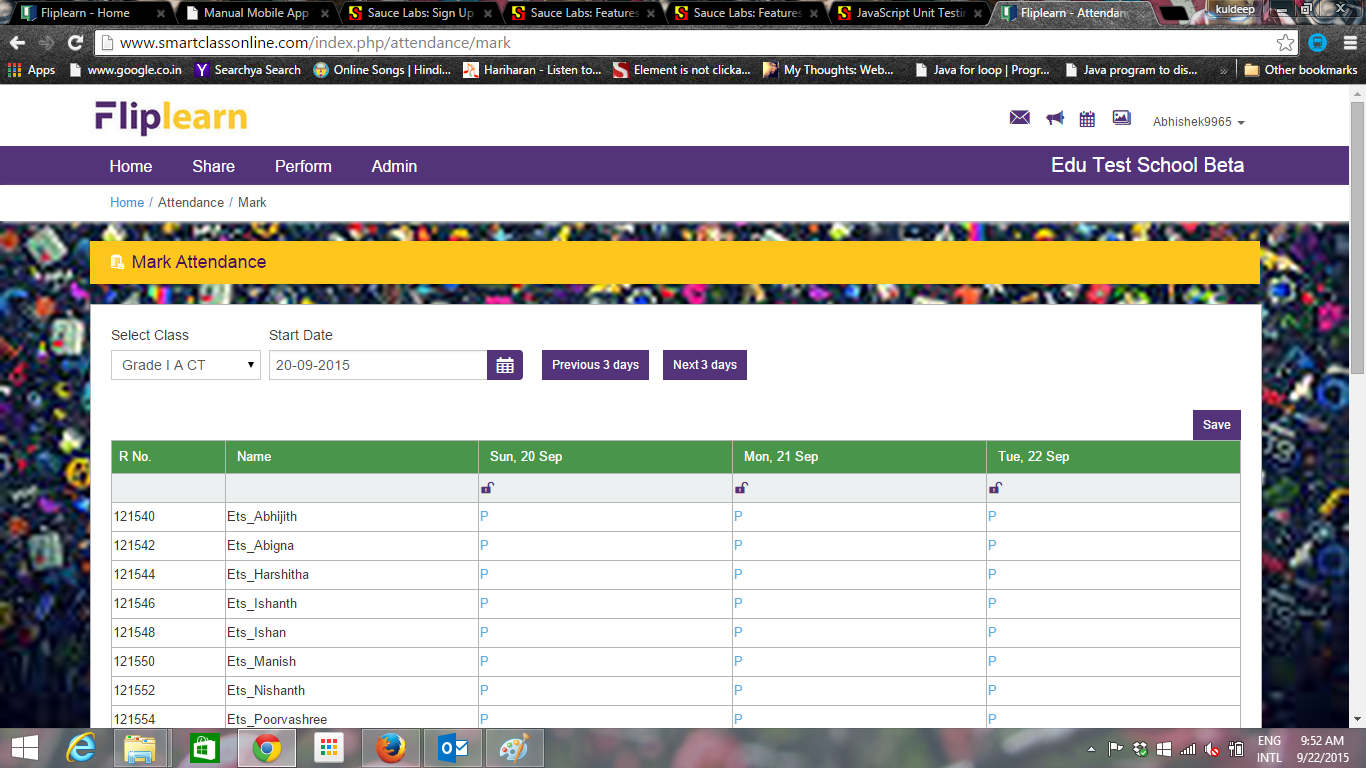 Fliplearn - Home Manual Mobile App Sauce Labs: Sign Up Sauce Labs: Features Sauce Labs: Features JavaScript Unit Testin Fliplearn - Attendan kuldeep
www.smartclassonline.com/index.php/attendance/mark
Apps www.google.co.in Searchya Search Online Songs | Hindi... Hariharan - Listen to... Element is not clicka... My Thoughts: Web... Java for loop | Progr... Java program to dis... » Other bookmarks
Fliplearn
Abhishek9965
Home Share Perform Admin Edu Test School Beta
Home / Attendance / Mark
Mark Attendance
Select Class Start Date
Grade I A CT 20-09-2015 Previous 3 days Next 3 days
Save
R No. Name Sun, 20 Sep Mon, 21 Sep Tue, 22 Sep
121540 Ets_Abhijith P P P
121542 Ets_Abigna P P P
121544 Ets_Harshitha P P P
121546 Ets_Ishanth P P P
121548 Ets_Ishan P P P
121550 Ets_Manish P P P
121552 Ets_Nishanth P P P
121554 Ets_Poorvashree P P P
ENG 9:52 AM
INTL 9/22/2015